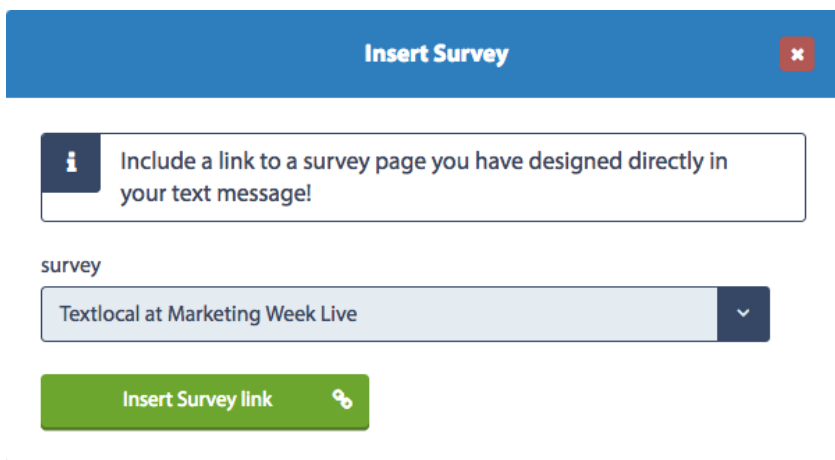 Insert Survey
Include a link to a survey page you have designed directly in
your text message!
survey
Textlocal at Marketing Week Live
Insert Survey link